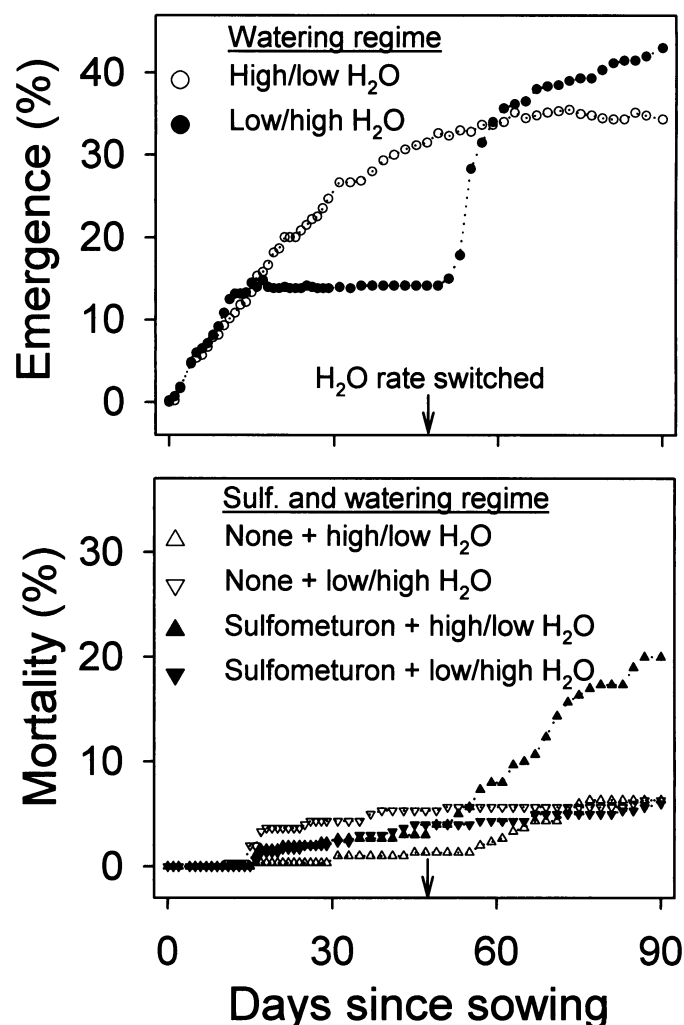 Watering regime
High/low H₂O
Low/high H₂O
Emergence (%)
40
30
20
10
0
H₂O rate switched
Sulf. and watering regime
None + high/low H₂O
None + low/high H₂O
Sulfometuron + high/low H₂O
Sulfometuron + low/high H₂O
Mortality (%)
30
20
10
0
0 30 60 90
Days since sowing